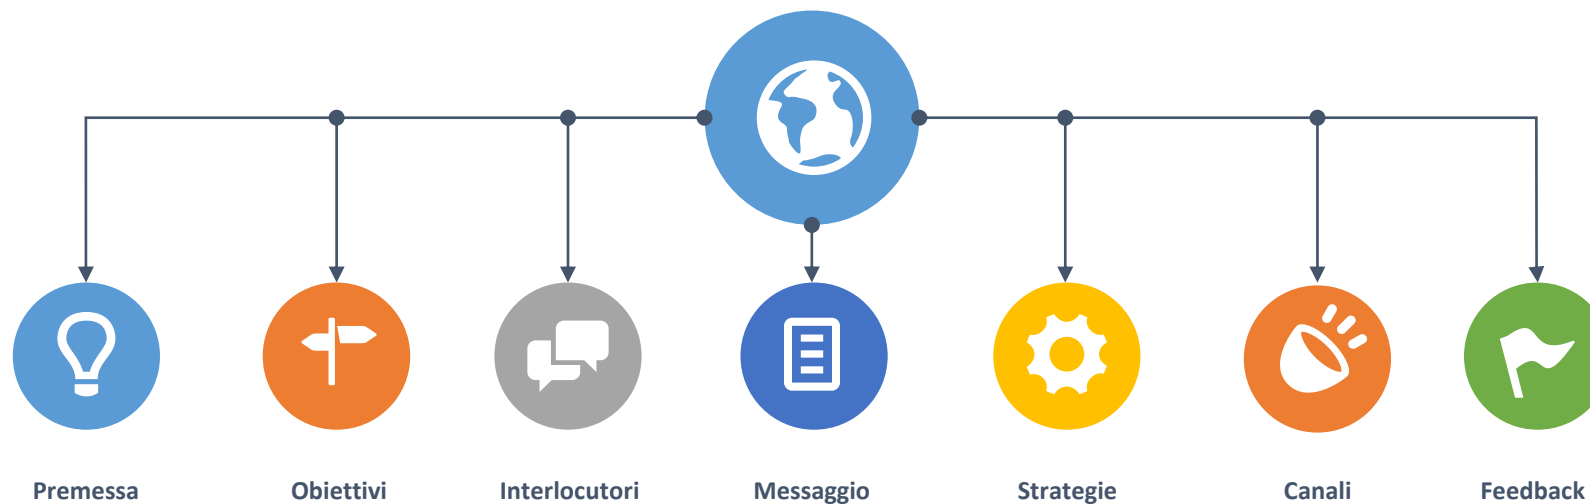 Premessa
Obiettivi
Interlocutori
Messaggio
Strategie
Canali
Feedback